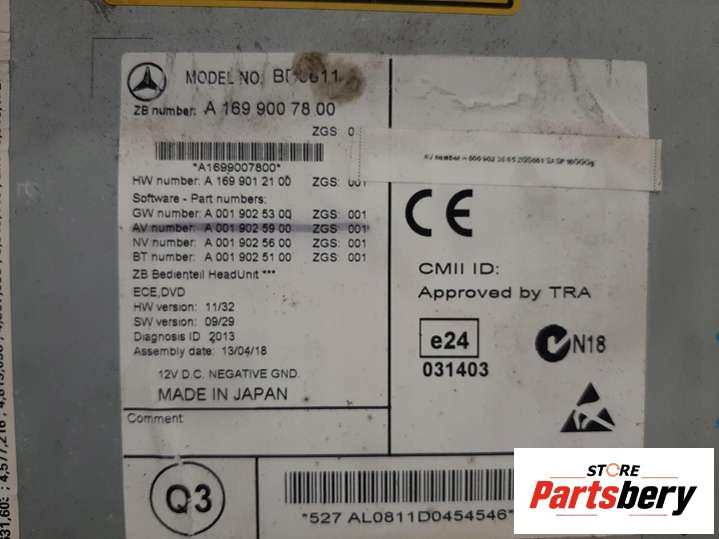 MODEL NO.
ZB number: A 169 900 78 00
ZGS: 0
*A1699007800*
HW number: A 169 901 21 00 ZGS: 001
Software - Part numbers:
GW number: A 001 902 53 00 ZGS: 001
AV number: A 001 902 59 00 ZGS: 001
NV number: A 001 902 56 00 ZGS: 001
BT number: A 001 902 51 00 ZGS: 001
ZB Bedienteil HeadUnit ***
ECE,DVD
HW version: 11/32
SW version: 09/29
Diagnosis ID 2013
Assembly date: 13/04/18
12V D.C. NEGATIVE GND.
MADE IN JAPAN
Comment
Q3
AV number
CE
CMII ID:
Approved by TRA
e24
031403
N18
*527 AL0811D0454546*
STORE
Partsbery